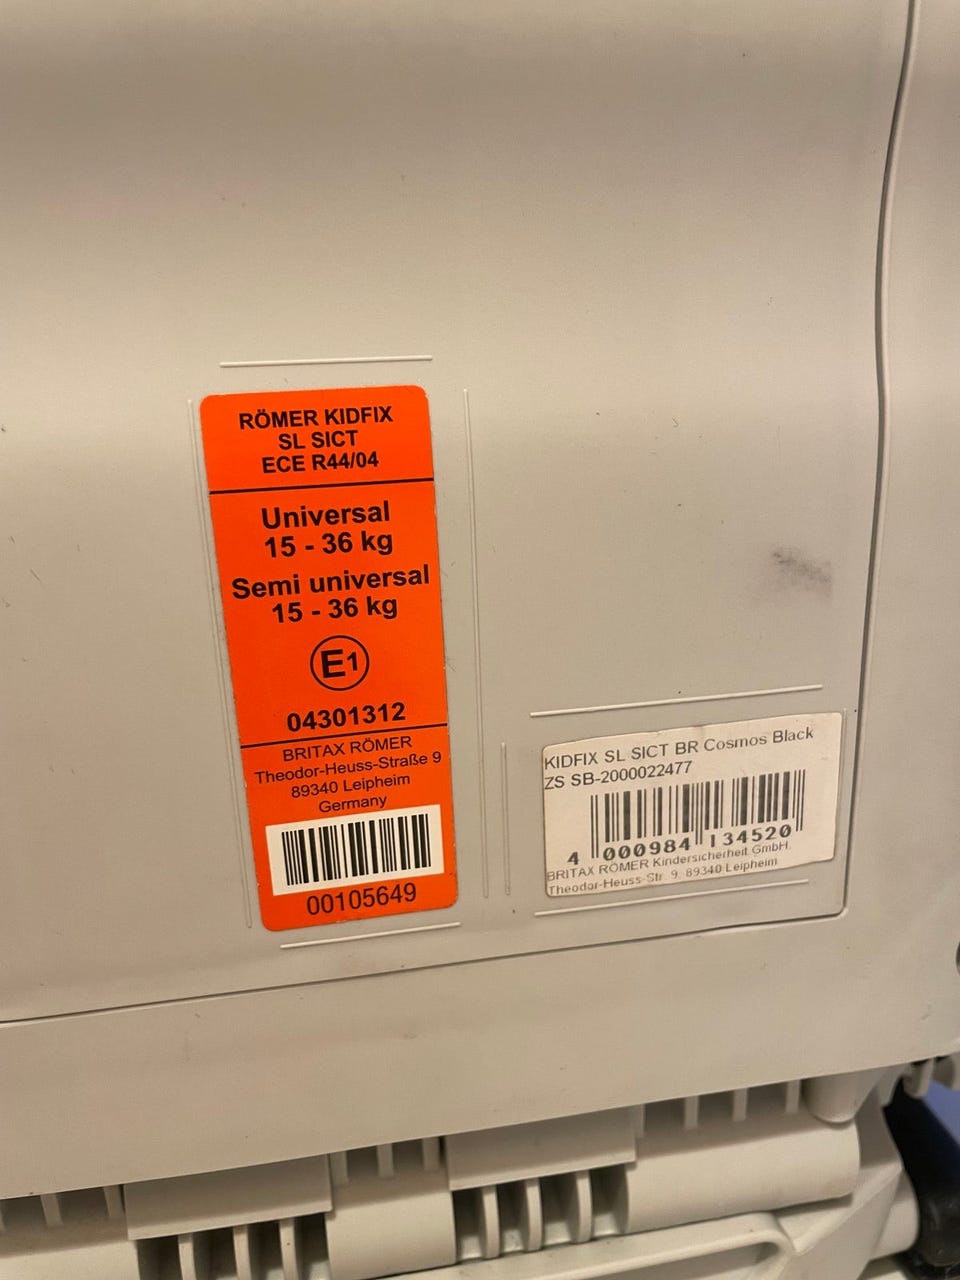 RÖMER KIDFIX
SL SICT
ECE R44/04
Universal
15 - 36 kg
Semi universal
15 - 36 kg
E1
04301312
BRITAX RÖMER
Theodor-Heuss-Straße 9
89340 Leipheim
Germany
00105649
KIDFIX SL SICT BR Cosmos Black
ZS SB-2000022477
4 000984 134520
BRITAX RÖMER Kindersicherheit GmbH.
Theodor-Heuss-Str. 9, 89340 Leipheim